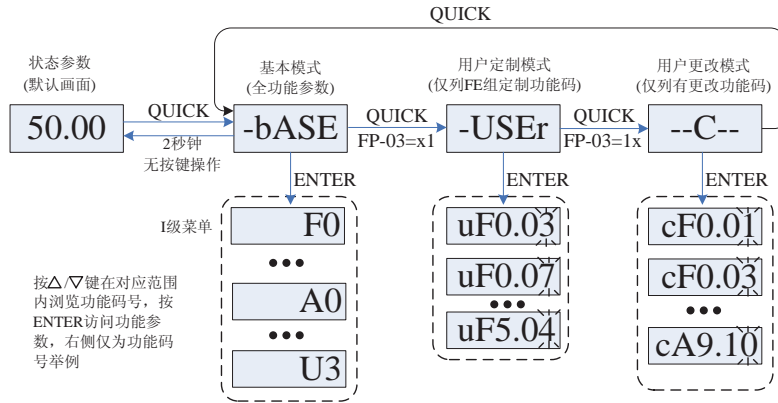 QUICK
状态参数
(默认画面)
基本模式
(全功能参数)
用户定制模式
(仅列FE组定制功能码)
用户更改模式
(仅列有更改功能码)
50.00
QUICK
2秒钟
无按键操作
-bASE
QUICK
FP-03=x1
-USEr
QUICK
FP-03=1x
--C--
ENTER
ENTER
ENTER
I级菜单
F0
•••
A0
•••
U3
uF0.03
uF0.07
•••
uF5.04
cF0.01
cF0.03
•••
cA9.10
按△/▽键在对应范围
内浏览功能码号，按
ENTER访问功能参
数，右侧仅为功能码
号举例